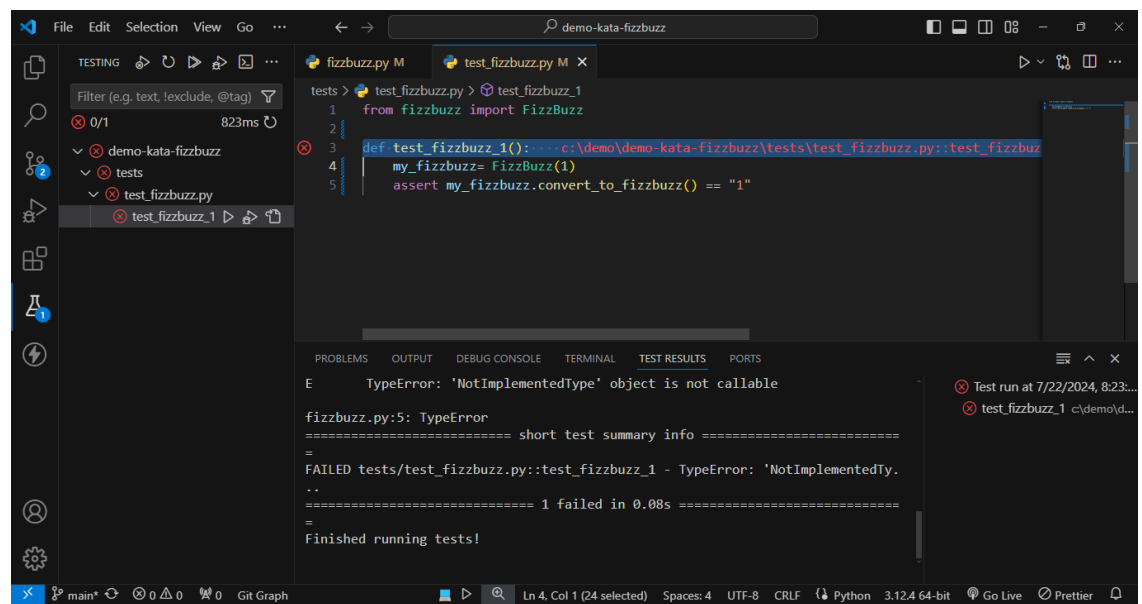 File Edit Selection View Go ··· demo-kata-fizzbuzz
TESTING
Filter (e.g. text, !exclude, @tag)
0/1 823ms
demo-kata-fizzbuzz
tests
test_fizzbuzz.py
test_fizzbuzz_1
2
1
fizzbuzz.py M test_fizzbuzz.py M
tests > test_fizzbuzz.py > test_fizzbuzz_1
1 from fizzbuzz import FizzBuzz
2
3 def test_fizzbuzz_1():····c:\demo\demo-kata-fizzbuzz\tests\test_fizzbuzz.py::test_fizzbuz
4 my_fizzbuzz= FizzBuzz(1)
5 assert my_fizzbuzz.convert_to_fizzbuzz() == "1"
PROBLEMS OUTPUT DEBUG CONSOLE TERMINAL TEST RESULTS PORTS
E TypeError: 'NotImplementedType' object is not callable
fizzbuzz.py:5: TypeError
=========================== short test summary info ==========================
=
FAILED tests/test_fizzbuzz.py::test_fizzbuzz_1 - TypeError: 'NotImplementedTy.
..
============================== 1 failed in 0.08s =============================
=
Finished running tests!
Test run at 7/22/2024, 8:23:...
test_fizzbuzz_1 c:\demo\d...
main* 0 0 0 Git Graph Ln 4, Col 1 (24 selected) Spaces: 4 UTF-8 CRLF Python 3.12.4 64-bit Go Live Prettier